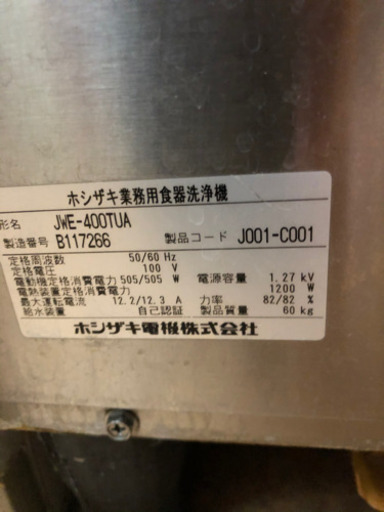 ホシザキ業務用食器洗浄機
形名 JWE-400TUA
製造番号 B117266 製品コード J001-C001
定格周波数 50/60 Hz
定格電圧 100 V
電動機定格消費電力 505/505 W 電源容量 1.27 kV
電熱装置定格消費電力 1200 W
最大運転電流 12.2/12.3 A 力率 82/82 %
給水装置 自己認証 製品質量 60 kg
ホシザキ電機株式会社